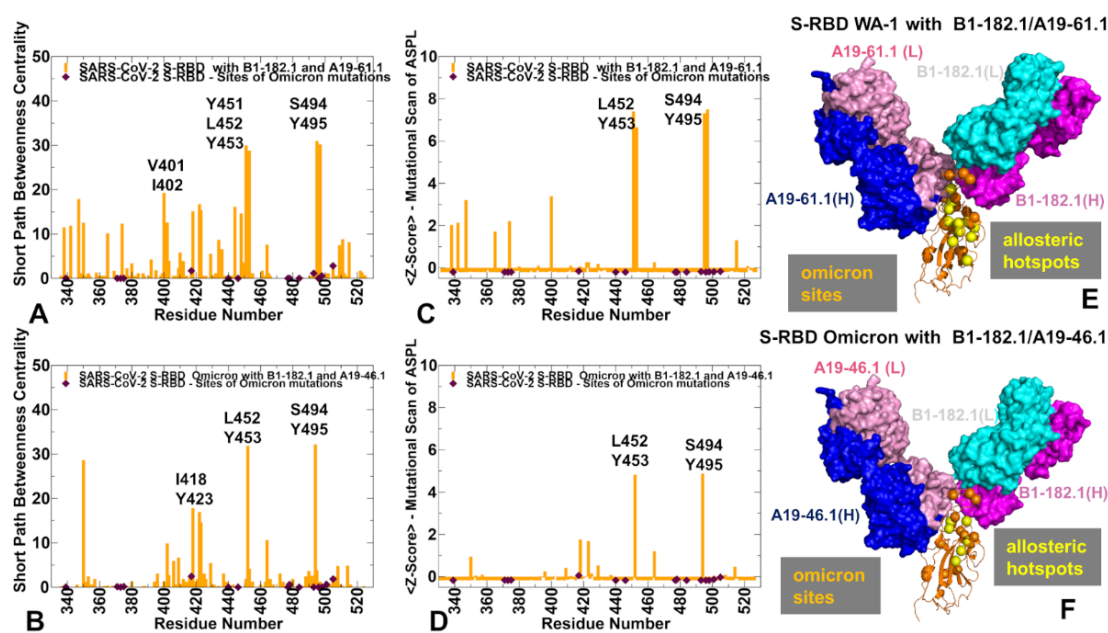 A
Short Path Betweenness Centrality
50
40
30
20
10
0
SARS-CoV-2 S-RBD with B1-182.1 and A19-61.1
SARS-CoV-2 S-RBD - Sites of Omicron mutations
Y451
L452
Y453
S494
Y495
V401
I402
340
360
380
400
420
440
460
480
500
520
Residue Number
C
<Z-Score> - Mutational Scan of ASPL
10
8
6
4
2
0
SARS-CoV-2 S-RBD with B1-182.1 and A19-61.1
SARS-CoV-2 S-RBD - Sites of Omicron mutations
L452
Y453
S494
Y495
340
360
380
400
420
440
460
480
500
520
Residue Number
S-RBD WA-1 with B1-182.1/A19-61.1
A19-61.1 (L)
B1-182.1(L)
A19-61.1(H)
B1-182.1(H)
omicron
sites
allosteric
hotspots
E
B
Short Path Betweenness Centrality
50
40
30
20
10
0
SARS-CoV-2 S-RBD Omicron with B1-182.1 and A19-46.1
SARS-CoV-2 S-RBD - Sites of Omicron mutations
L452
Y453
S494
Y495
I418
Y423
340
360
380
400
420
440
460
480
500
520
Residue Number
D
<Z-Score> - Mutational Scan of ASPL
10
8
6
4
2
0
SARS-CoV-2 S-RBD Omicron with B1-182.1 and A19-46.1
SARS-CoV-2 S-RBD - Sites of Omicron mutations
L452
Y453
S494
Y495
340
360
380
400
420
440
460
480
500
520
Residue Number
S-RBD Omicron with B1-182.1/A19-46.1
A19-46.1 (L)
B1-182.1(L)
A19-46.1(H)
B1-182.1(H)
omicron
sites
allosteric
hotspots
F